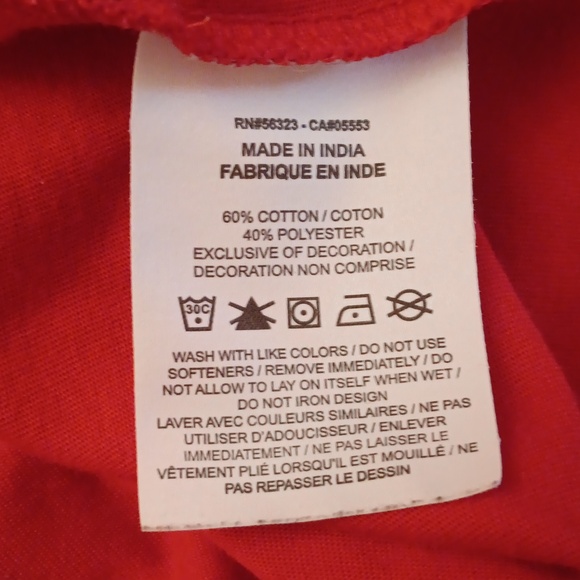 RN#56323 - CA#05553
MADE IN INDIA
FABRIQUE EN INDE
60% COTTON / COTON
40% POLYESTER
EXCLUSIVE OF DECORATION /
DECORATION NON COMPRISE
30C
WASH WITH LIKE COLORS / DO NOT USE
SOFTENERS / REMOVE IMMEDIATELY / DO
NOT ALLOW TO LAY ON ITSELF WHEN WET /
DO NOT IRON DESIGN
LAVER AVEC COULEURS SIMILAIRES / NE PAS
UTILISER D'ADOUCISSEUR / ENLEVER
IMMEDIATEMENT / NE PAS LAISSER LE
VÊTEMENT PLIÉ LORSQU'IL EST MOUILLÉ / NE
PAS REPASSER LE DESSIN